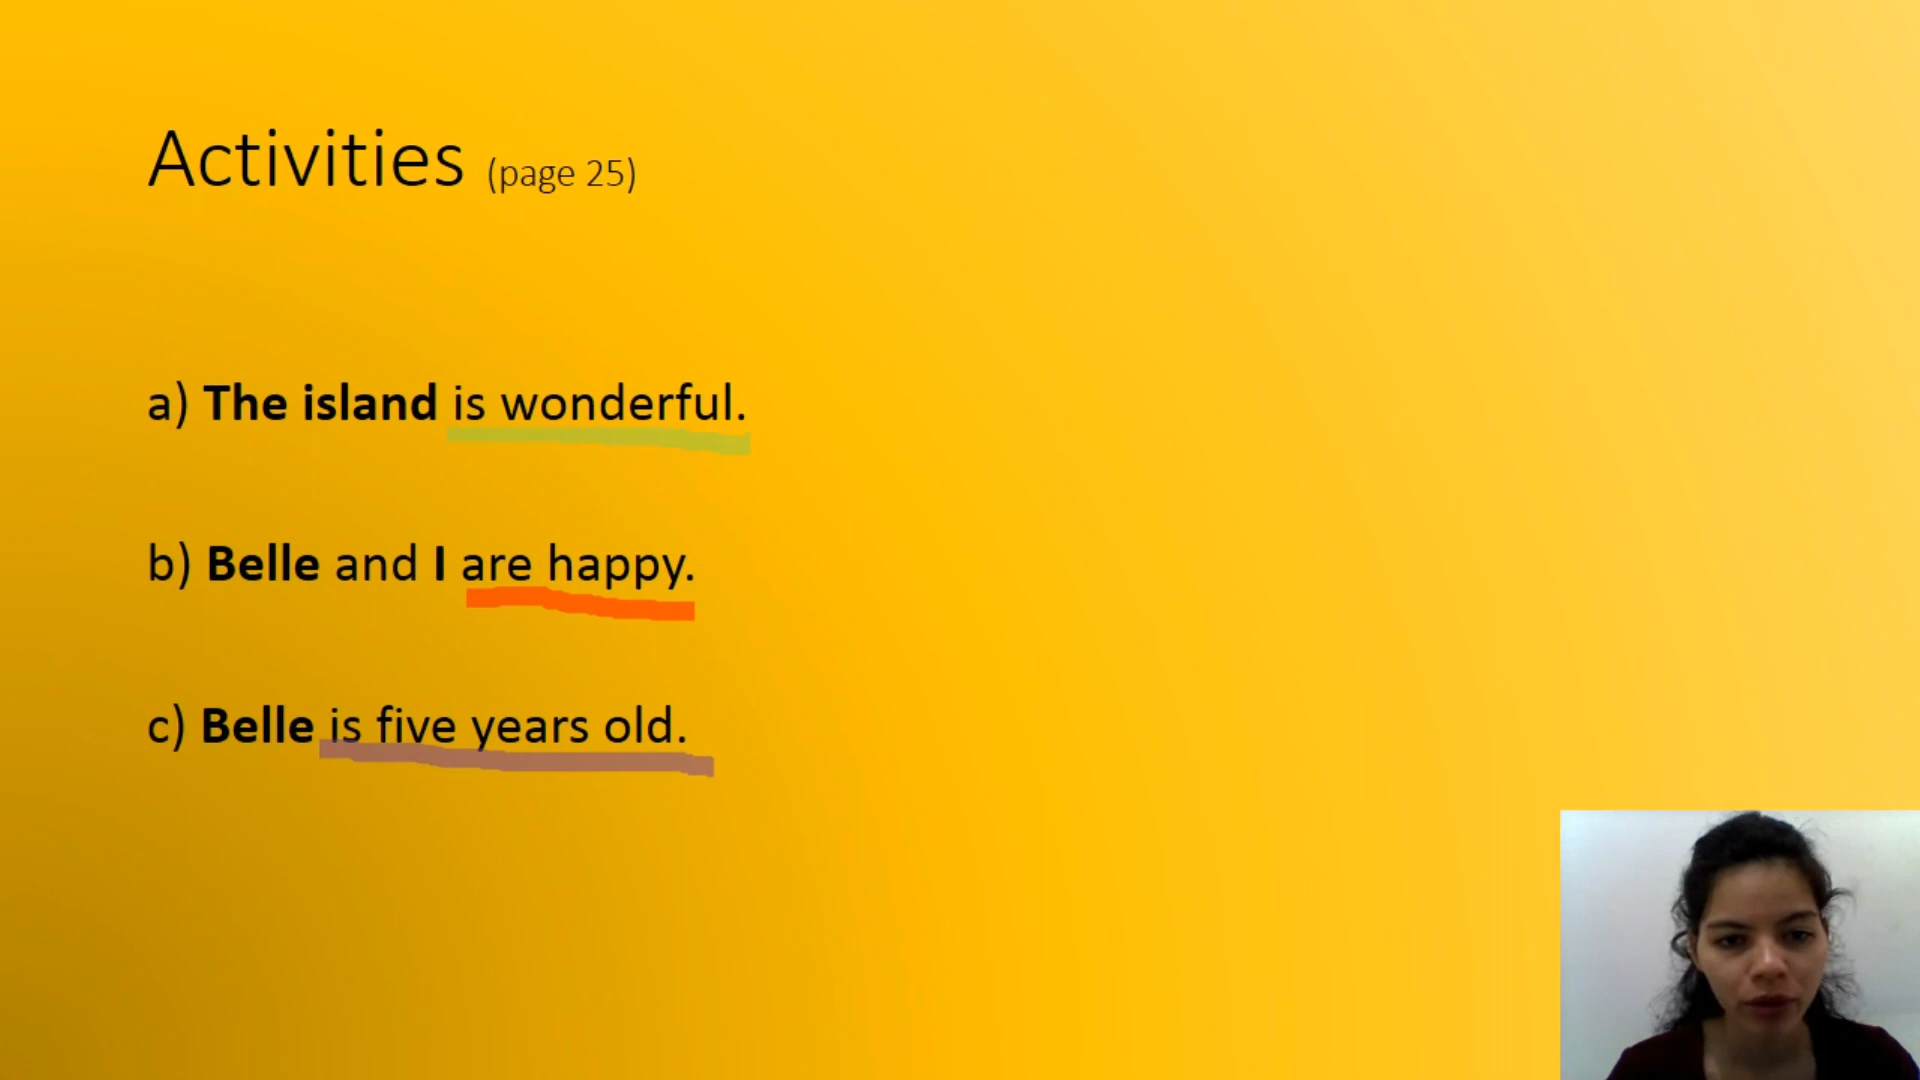 Activities (page 25)
a) The island is wonderful.
b) Belle and I are happy.
c) Belle is five years old.